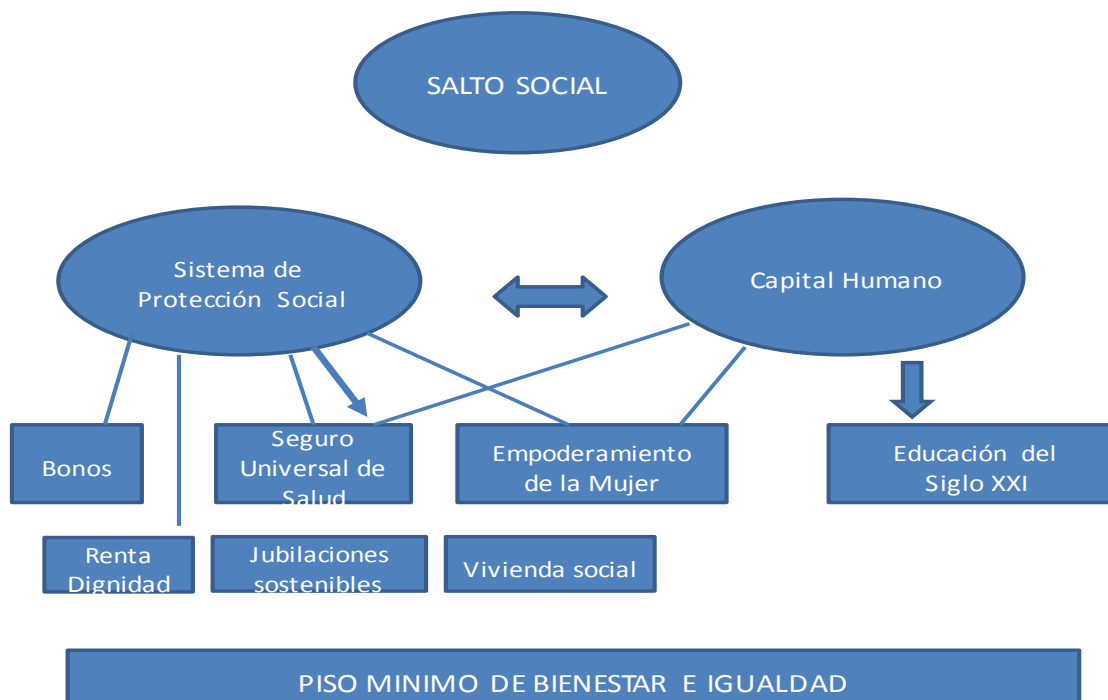 SALTO SOCIAL
Sistema de
Protección Social
Capital Humano
Bonos
Seguro
Universal de
Salud
Empoderamiento
de la Mujer
Educación del
Siglo XXI
Renta
Dignidad
Jubilaciones
sostenibles
Vivienda social
PISO MINIMO DE BIENESTAR E IGUALDAD